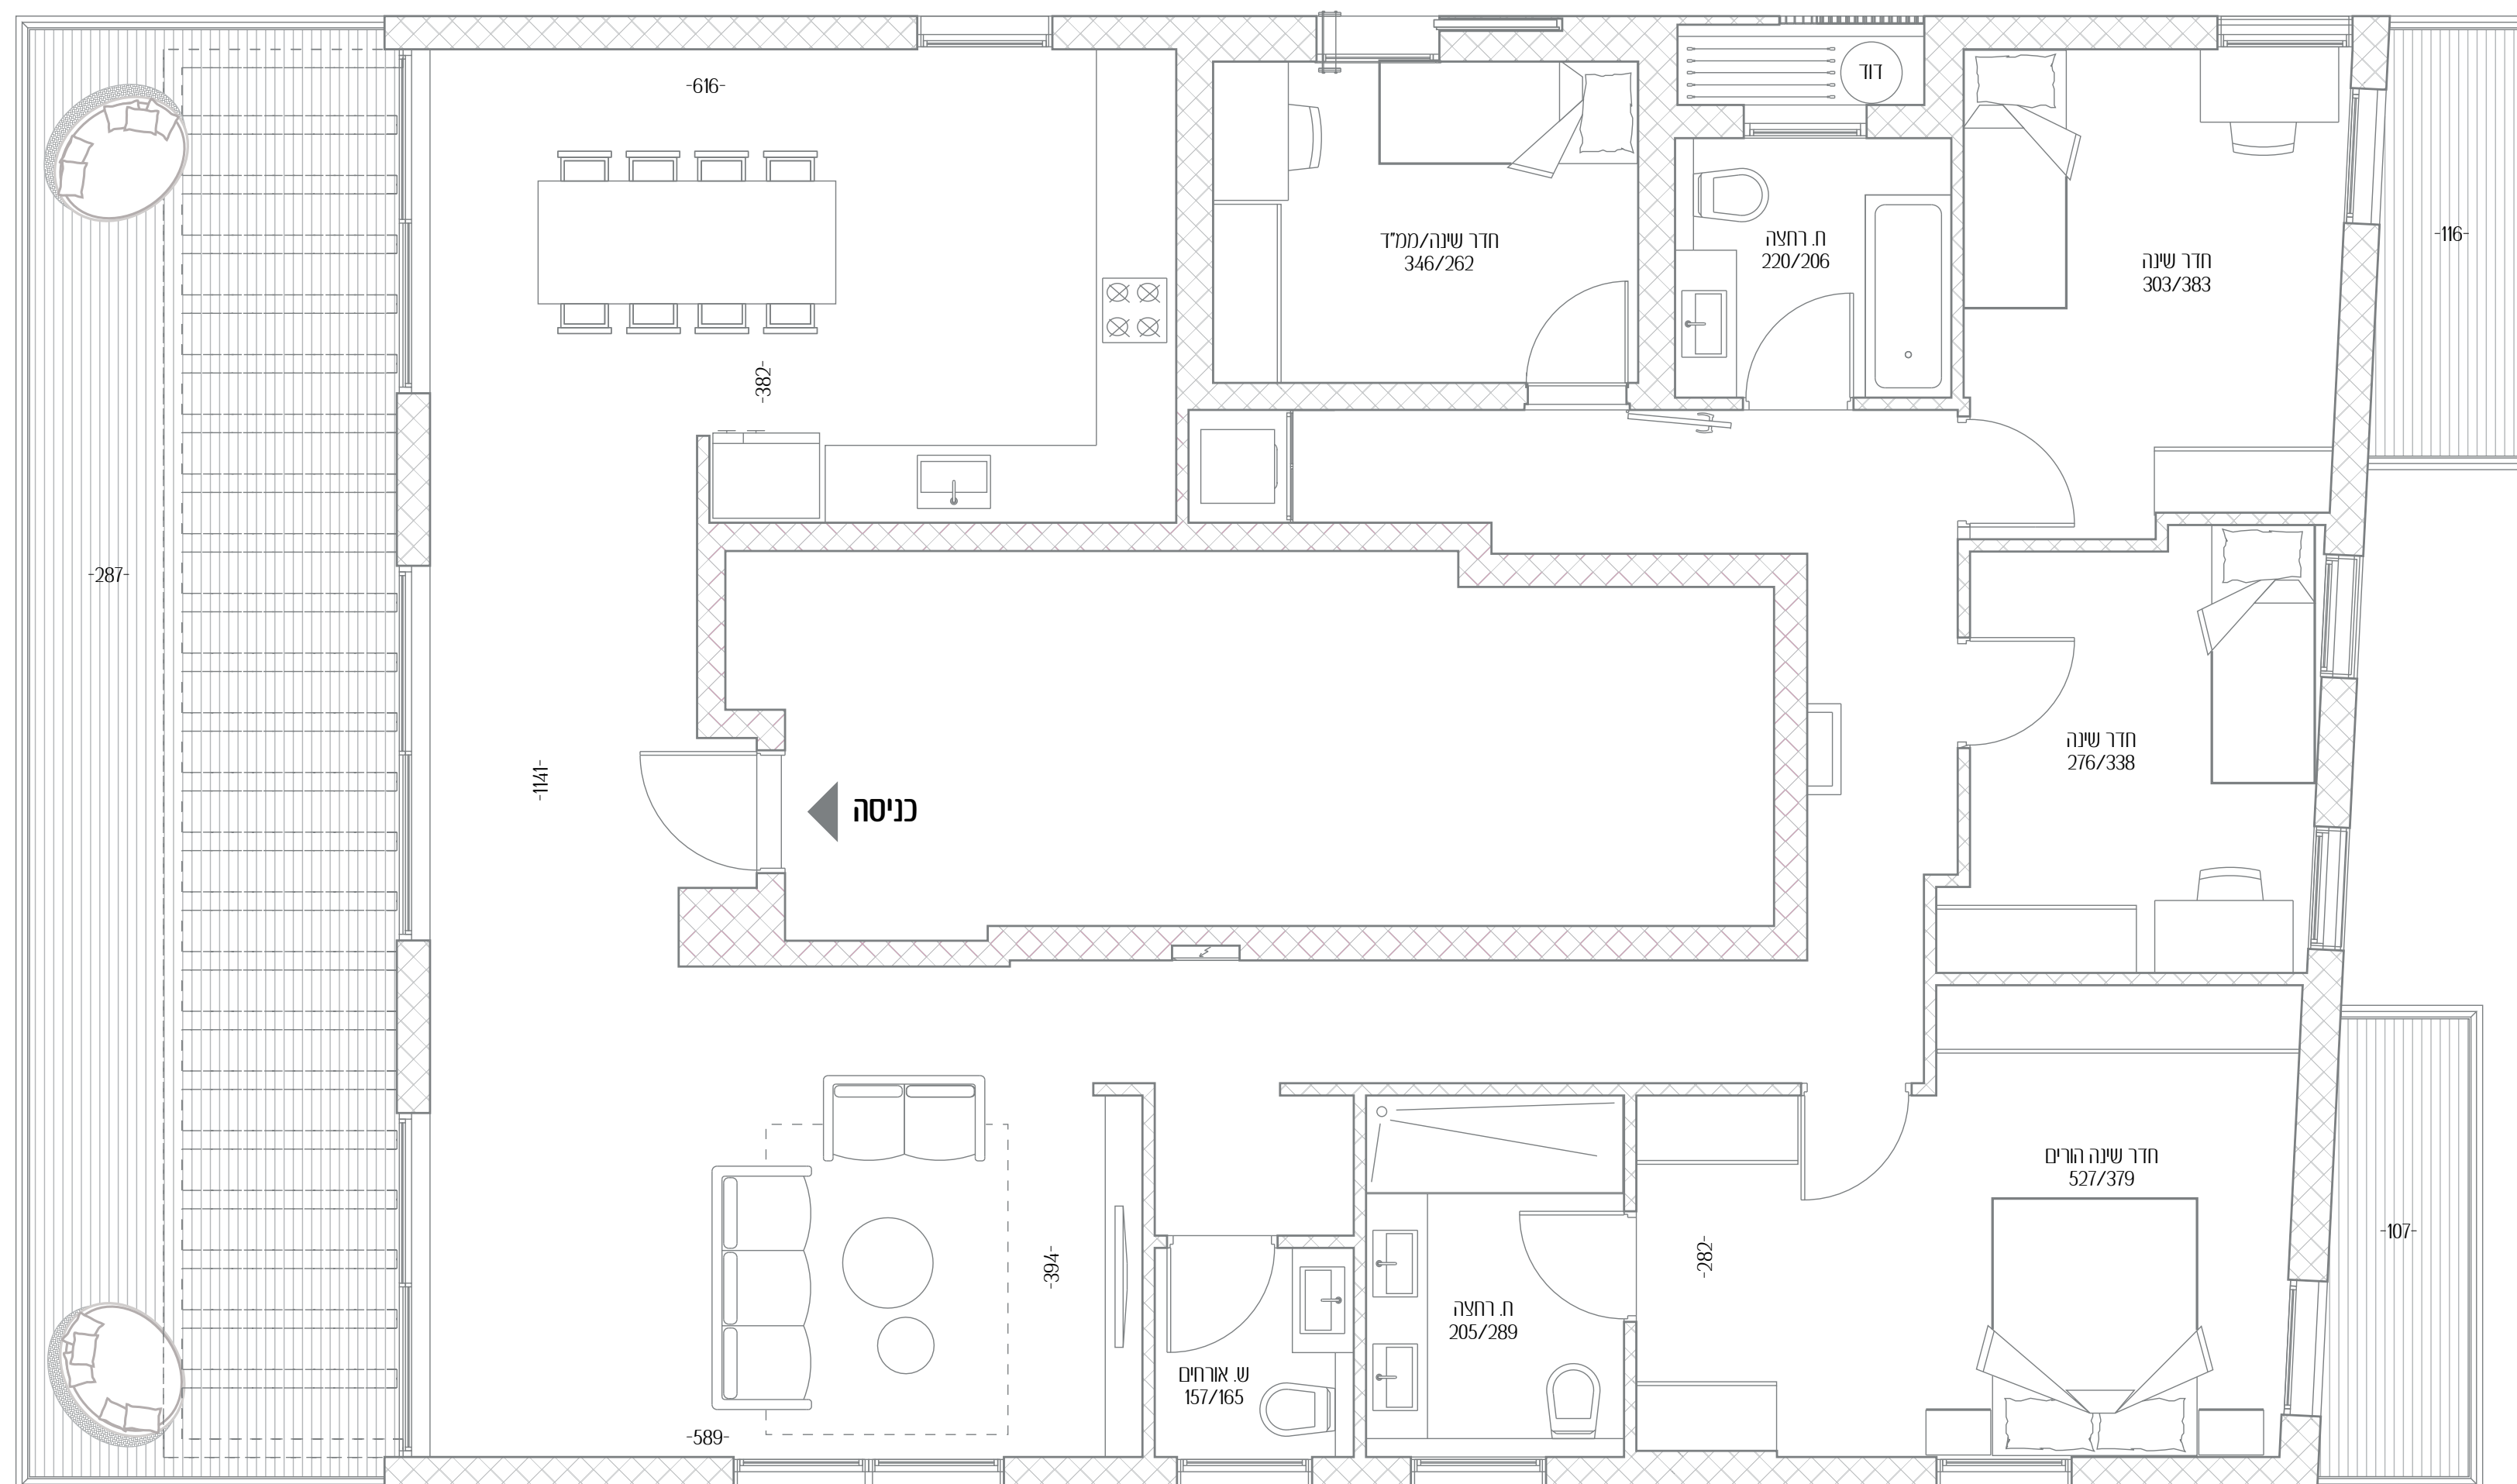 -616-
דוד
-116-
חדר שינה/ממ"ד
346/262
ח. רחצה
220/206
חדר שינה
303/383
-382-
-287-
חדר שינה
276/338
-1141-
כניסה
חדר שינה הורים
527/379
-107-
-394-
-282-
ח. רחצה
205/289
ש. אורחים
157/165
-589-